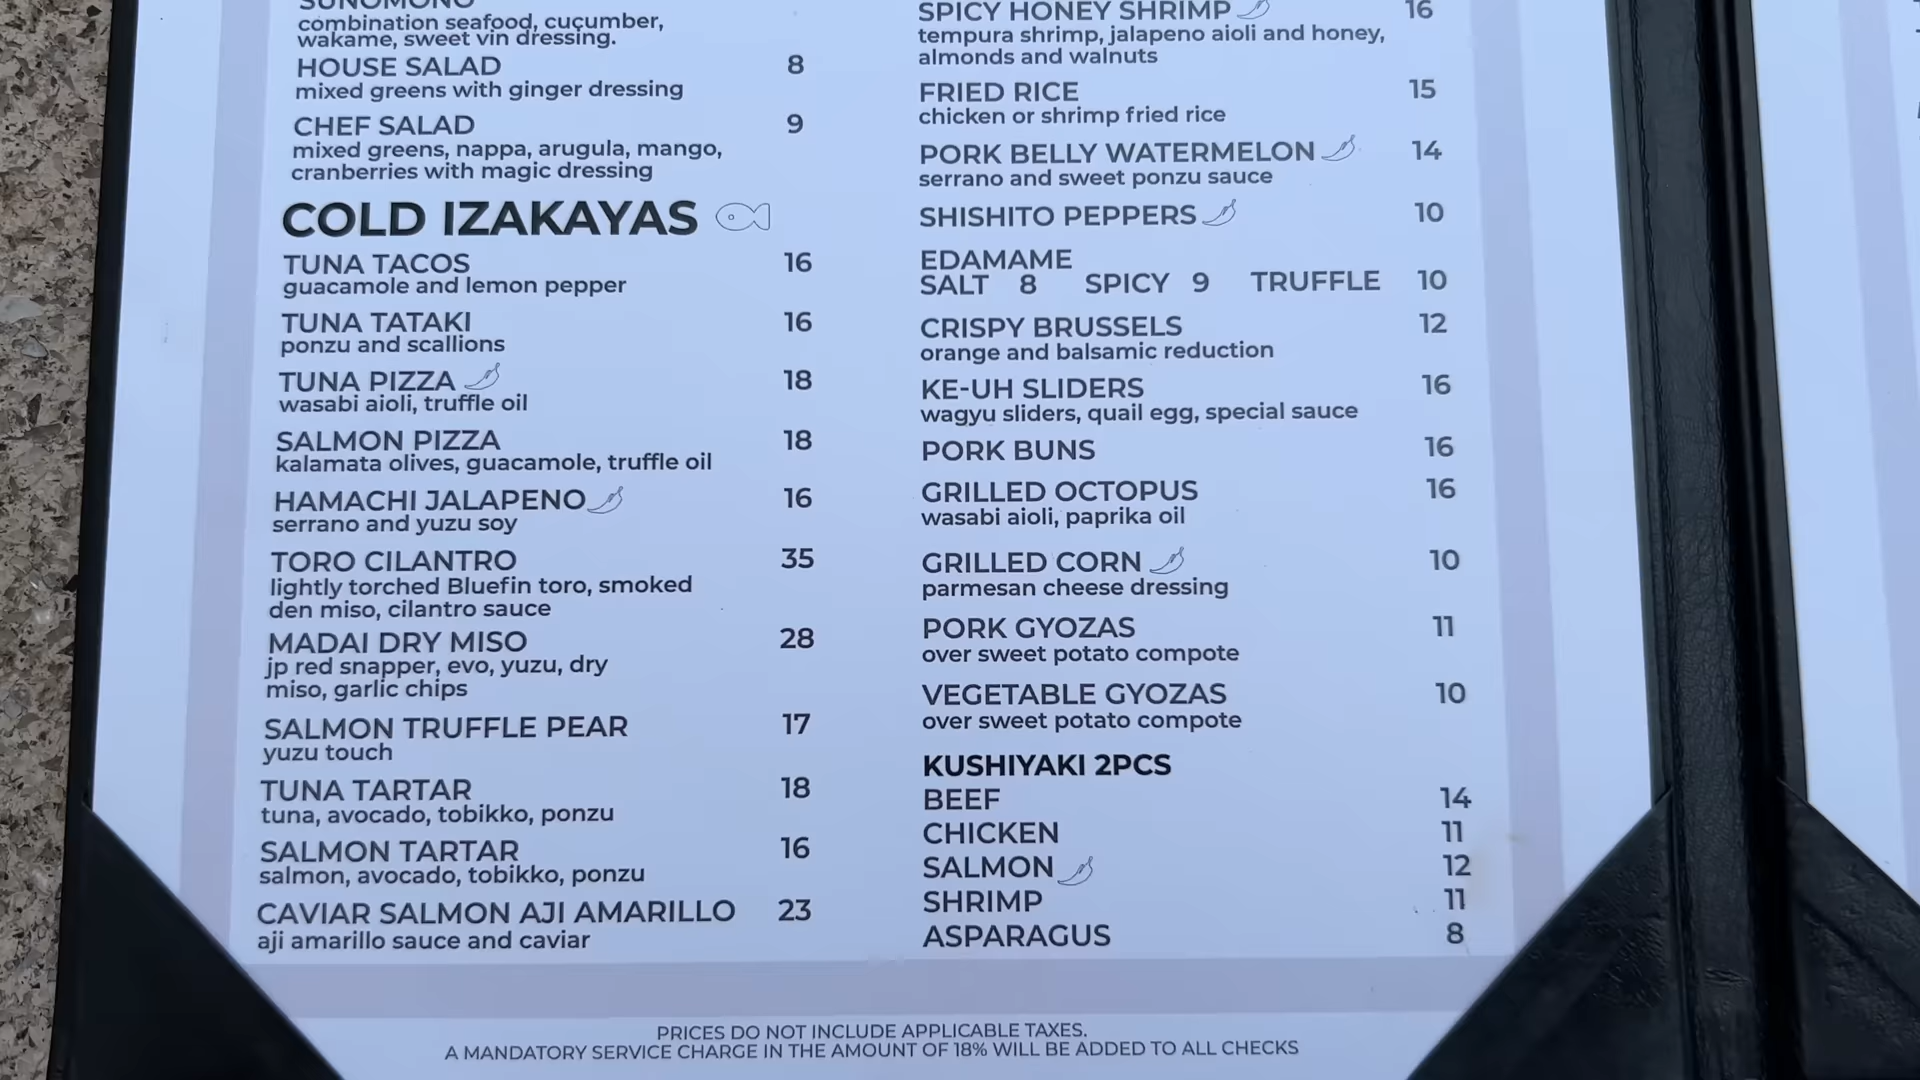 SUNOMONO
combination seafood, cucumber,
wakame, sweet vin dressing.
HOUSE SALAD 8
mixed greens with ginger dressing
CHEF SALAD 9
mixed greens, nappa, arugula, mango,
cranberries with magic dressing
COLD IZAKAYAS
TUNA TACOS 16
guacamole and lemon pepper
TUNA TATAKI 16
ponzu and scallions
TUNA PIZZA 18
wasabi aioli, truffle oil
SALMON PIZZA 18
kalamata olives, guacamole, truffle oil
HAMACHI JALAPENO 16
serrano and yuzu soy
TORO CILANTRO 35
lightly torched Bluefin toro, smoked
den miso, cilantro sauce
MADAI DRY MISO 28
jp red snapper, evo, yuzu, dry
miso, garlic chips
SALMON TRUFFLE PEAR 17
yuzu touch
TUNA TARTAR 18
tuna, avocado, tobikko, ponzu
SALMON TARTAR 16
salmon, avocado, tobikko, ponzu
CAVIAR SALMON AJI AMARILLO 23
aji amarillo sauce and caviar
SPICY HONEY SHRIMP 16
tempura shrimp, jalapeno aioli and honey,
almonds and walnuts
FRIED RICE 15
chicken or shrimp fried rice
PORK BELLY WATERMELON 14
serrano and sweet ponzu sauce
SHISHITO PEPPERS 10
EDAMAME
SALT 8 SPICY 9 TRUFFLE 10
CRISPY BRUSSELS 12
orange and balsamic reduction
KE-UH SLIDERS 16
wagyu sliders, quail egg, special sauce
PORK BUNS 16
GRILLED OCTOPUS 16
wasabi aioli, paprika oil
GRILLED CORN 10
parmesan cheese dressing
PORK GYOZAS 11
over sweet potato compote
VEGETABLE GYOZAS 10
over sweet potato compote
KUSHIYAKI 2PCS
BEEF 14
CHICKEN 11
SALMON 12
SHRIMP 11
ASPARAGUS 8
PRICES DO NOT INCLUDE APPLICABLE TAXES.
A MANDATORY SERVICE CHARGE IN THE AMOUNT OF 18% WILL BE ADDED TO ALL CHECKS